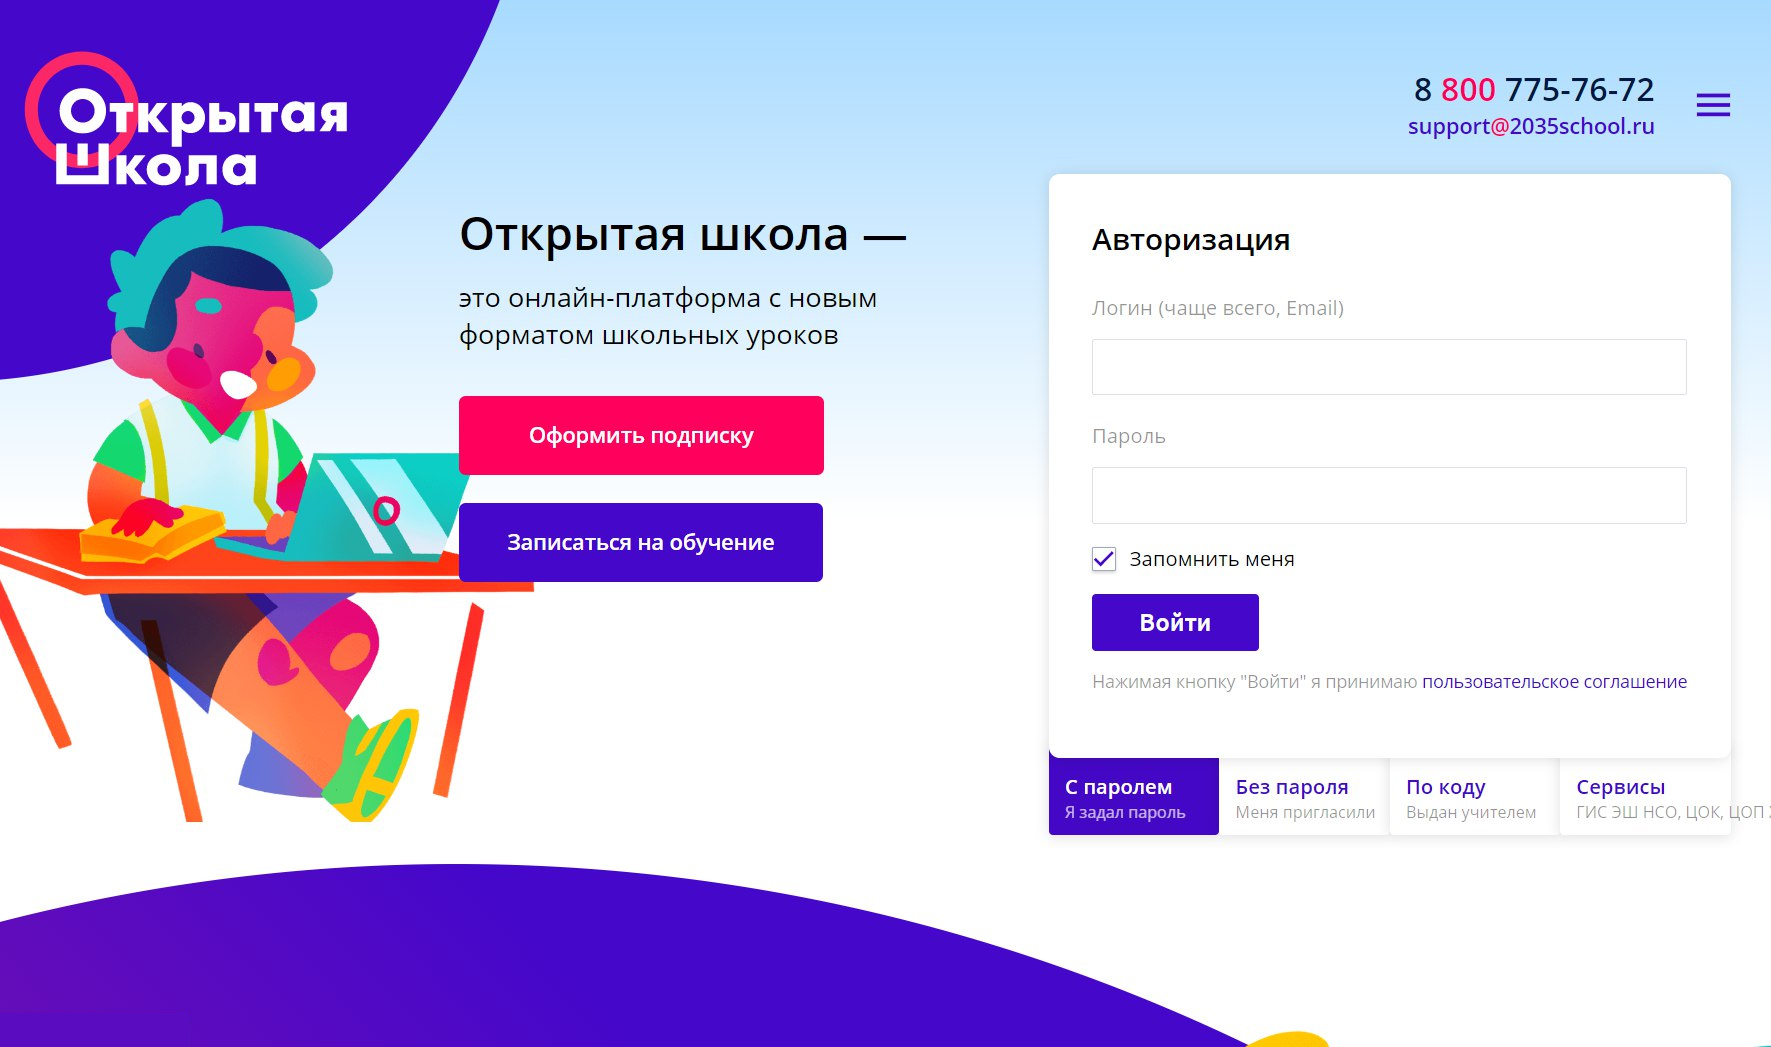 Открытая
Школа
8 800 775-76-72
support@2035school.ru
Открытая школа —
это онлайн-платформа с новым
форматом школьных уроков
Оформить подписку
Записаться на обучение
Авторизация
Логин (чаще всего, Email)
Пароль
Запомнить меня
Войти
Нажимая кнопку "Войти" я принимаю пользовательское соглашение
С паролем
Я задал пароль
Без пароля
Меня пригласили
По коду
Выдан учителем
Сервисы
ГИС ЭШ НСО, ЦОК, ЦОП